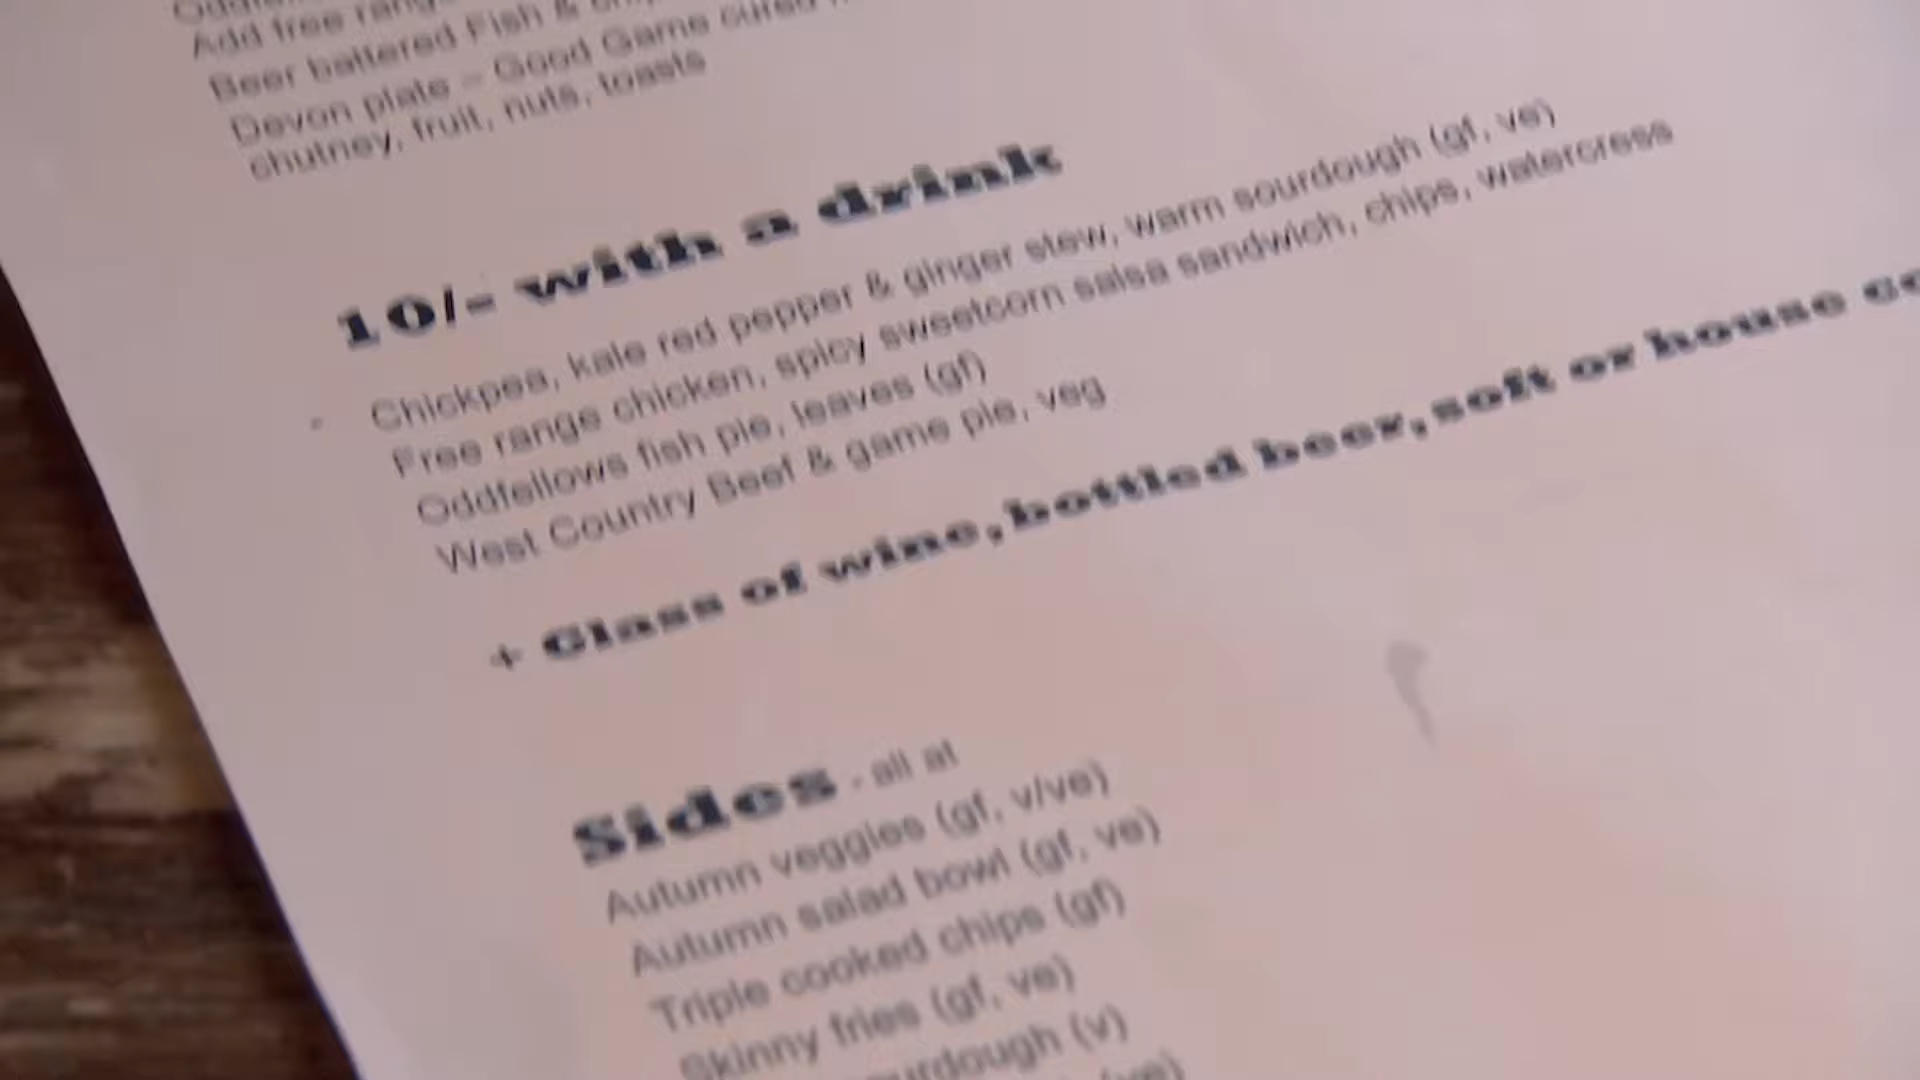 Add free range
Beer battered Fish &
Devon plate – Good Game cured
chutney, fruit, nuts, toasts
10/- with a drink
Chickpea, kale red pepper & ginger stew, warm sourdough (gf, ve)
Free range chicken, spicy sweetcorn salsa sandwich, chips, watercress
Oddfellows fish pie, leaves (gf)
West Country Beef & game pie, veg
+ Glass of wine, bottled beer, soft or house
Sides - all at
Autumn veggies (gf, v/ve)
Autumn salad bowl (gf, ve)
Triple cooked chips (gf)
Skinny fries (gf, ve)
(v)
(ve)